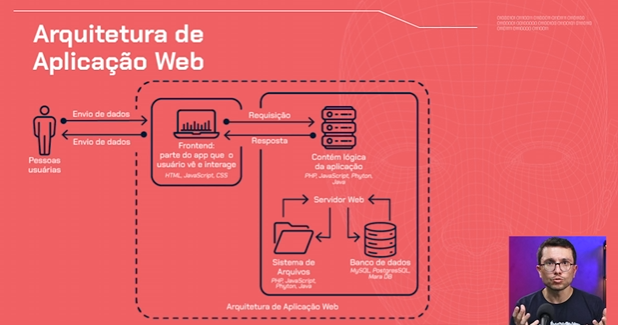 Arquitetura de
Aplicação Web
Envio de dados
Envio de dados
Pessoas
usuárias
Frontend:
parte do app que o
usuário vê e interage
HTML, JavaScript, CSS
Requisição
Resposta
Contém lógica
da aplicação
PHP, JavaScript, Phyton,
Java
Servidor Web
Sistema de
Arquivos
PHP, JavaScript,
Phyton, Java
Banco de dados
MySQL, PostgreSQL,
Maria DB
Arquitetura de Aplicação Web